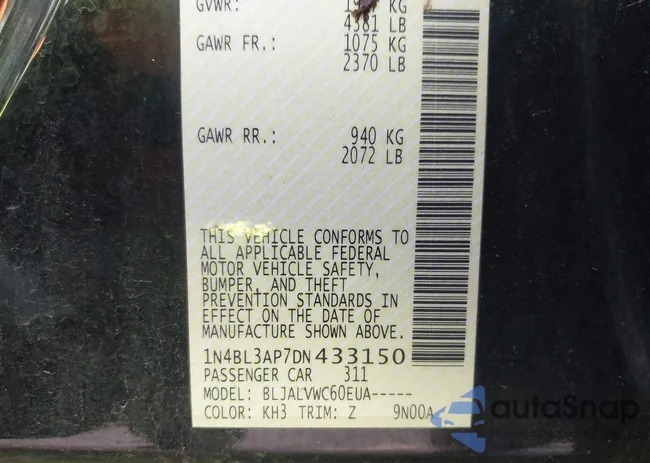 GVWR: KG
4581 LB
GAWR FR.: 1075 KG
2370 LB
GAWR RR.: 940 KG
2072 LB
THIS VEHICLE CONFORMS TO
ALL APPLICABLE FEDERAL
MOTOR VEHICLE SAFETY,
BUMPER, AND THEFT
PREVENTION STANDARDS IN
EFFECT ON THE DATE OF
MANUFACTURE SHOWN ABOVE.
1N4BL3AP7DN433150
PASSENGER CAR 311
MODEL: BLJALVWC60EUA-----
COLOR: KH3 TRIM: Z 9N00A
autoSnap